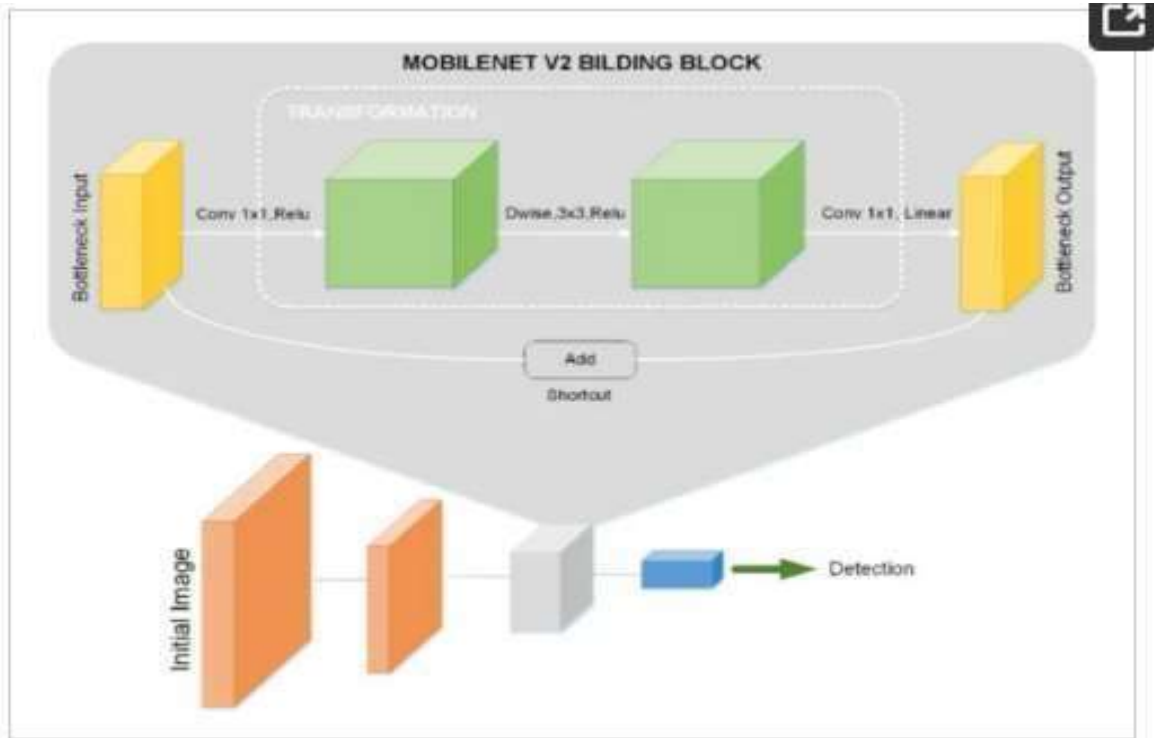 MOBILENET V2 BILDING BLOCK
TRANSFORMATION
Bottleneck Input
Conv 1x1,Relu
Dwise,3x3,Relu
Conv 1x1, Linear
Bottleneck Output
Add
Shortout
Initial Image
Detection